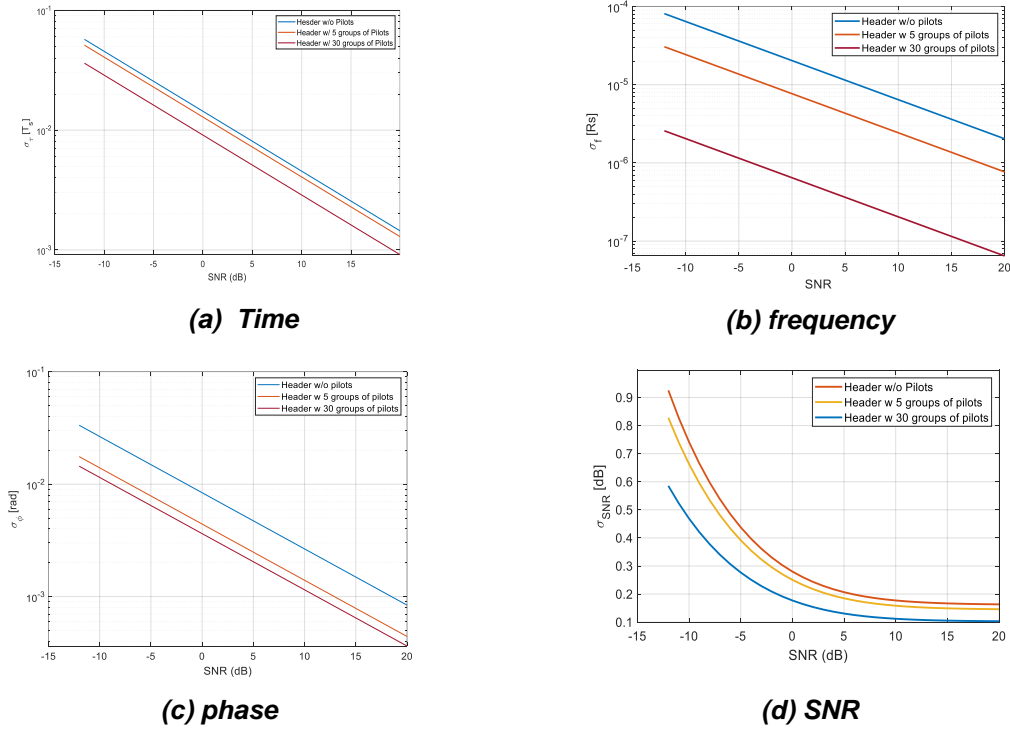 10^-1
10^-2
10^-3
-15 -10 -5 0 5 10 15
σ_τ [T_s]
SNR (dB)
Hesder w/o Pilots
Header w/ 5 groups of pilots
Header w/ 30 groups of Pilots
(a) Time
10^-4
10^-5
10^-6
10^-7
-15 -10 -5 0 5 10 15 20
σ_f [Rs]
SNR
Header w/o pilots
Header w 5 groups of pilots
Header w 30 groups of pilots
(b) frequency
10^-1
10^-2
10^-3
-15 -10 -5 0 5 10 15 20
σ_φ [rad]
SNR (dB)
Header w/o pilots
Header w 5 groups of pilots
Header w 30 groups of pilots
(c) phase
0.9
0.8
0.7
0.6
0.5
0.4
0.3
0.2
0.1
-15 -10 -5 0 5 10 15 20
σ_SNR [dB]
SNR (dB)
Header w/o Pilots
Header w 5 groups of pilots
Header w 30 groups of pilots
(d) SNR